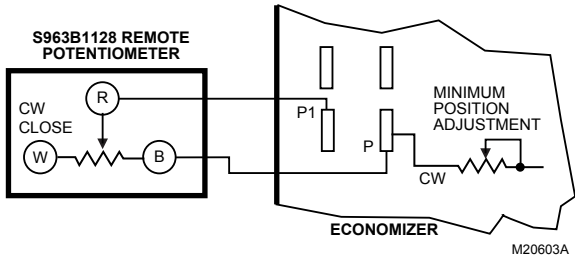 S963B1128 REMOTE
POTENTIOMETER
R
CW
CLOSE
W
B
P1
P
MINIMUM
POSITION
ADJUSTMENT
CW
ECONOMIZER
M20603A